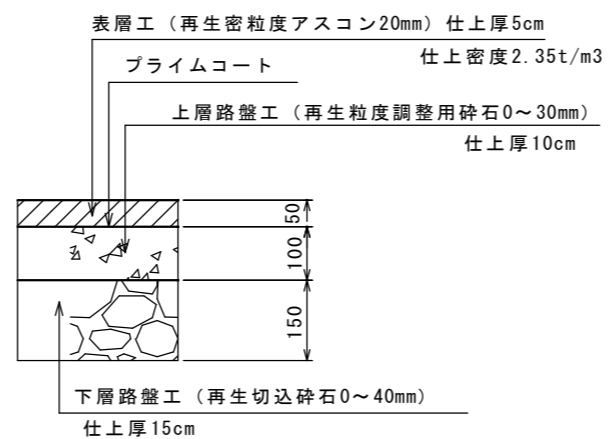 表層工（再生密粒度アスコン20mm）仕上厚5cm
仕上密度2.35t/m3
プライムコート
上層路盤工（再生粒度調整用砕石0～30mm）
仕上厚10cm
50
100
150
下層路盤工（再生切込砕石0～40mm）
仕上厚15cm